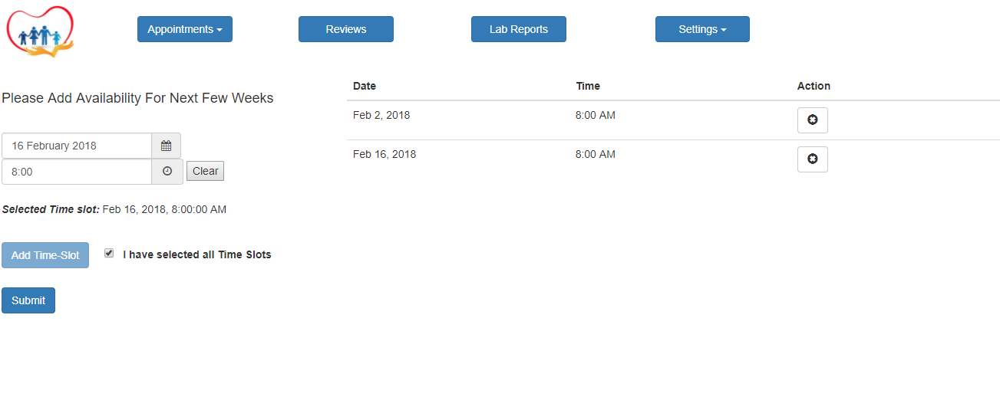 Appointments Reviews Lab Reports Settings
Please Add Availability For Next Few Weeks
16 February 2018
8:00 Clear
Selected Time slot: Feb 16, 2018, 8:00:00 AM
Add Time-Slot I have selected all Time Slots
Submit
Date Time Action
Feb 2, 2018 8:00 AM
Feb 16, 2018 8:00 AM